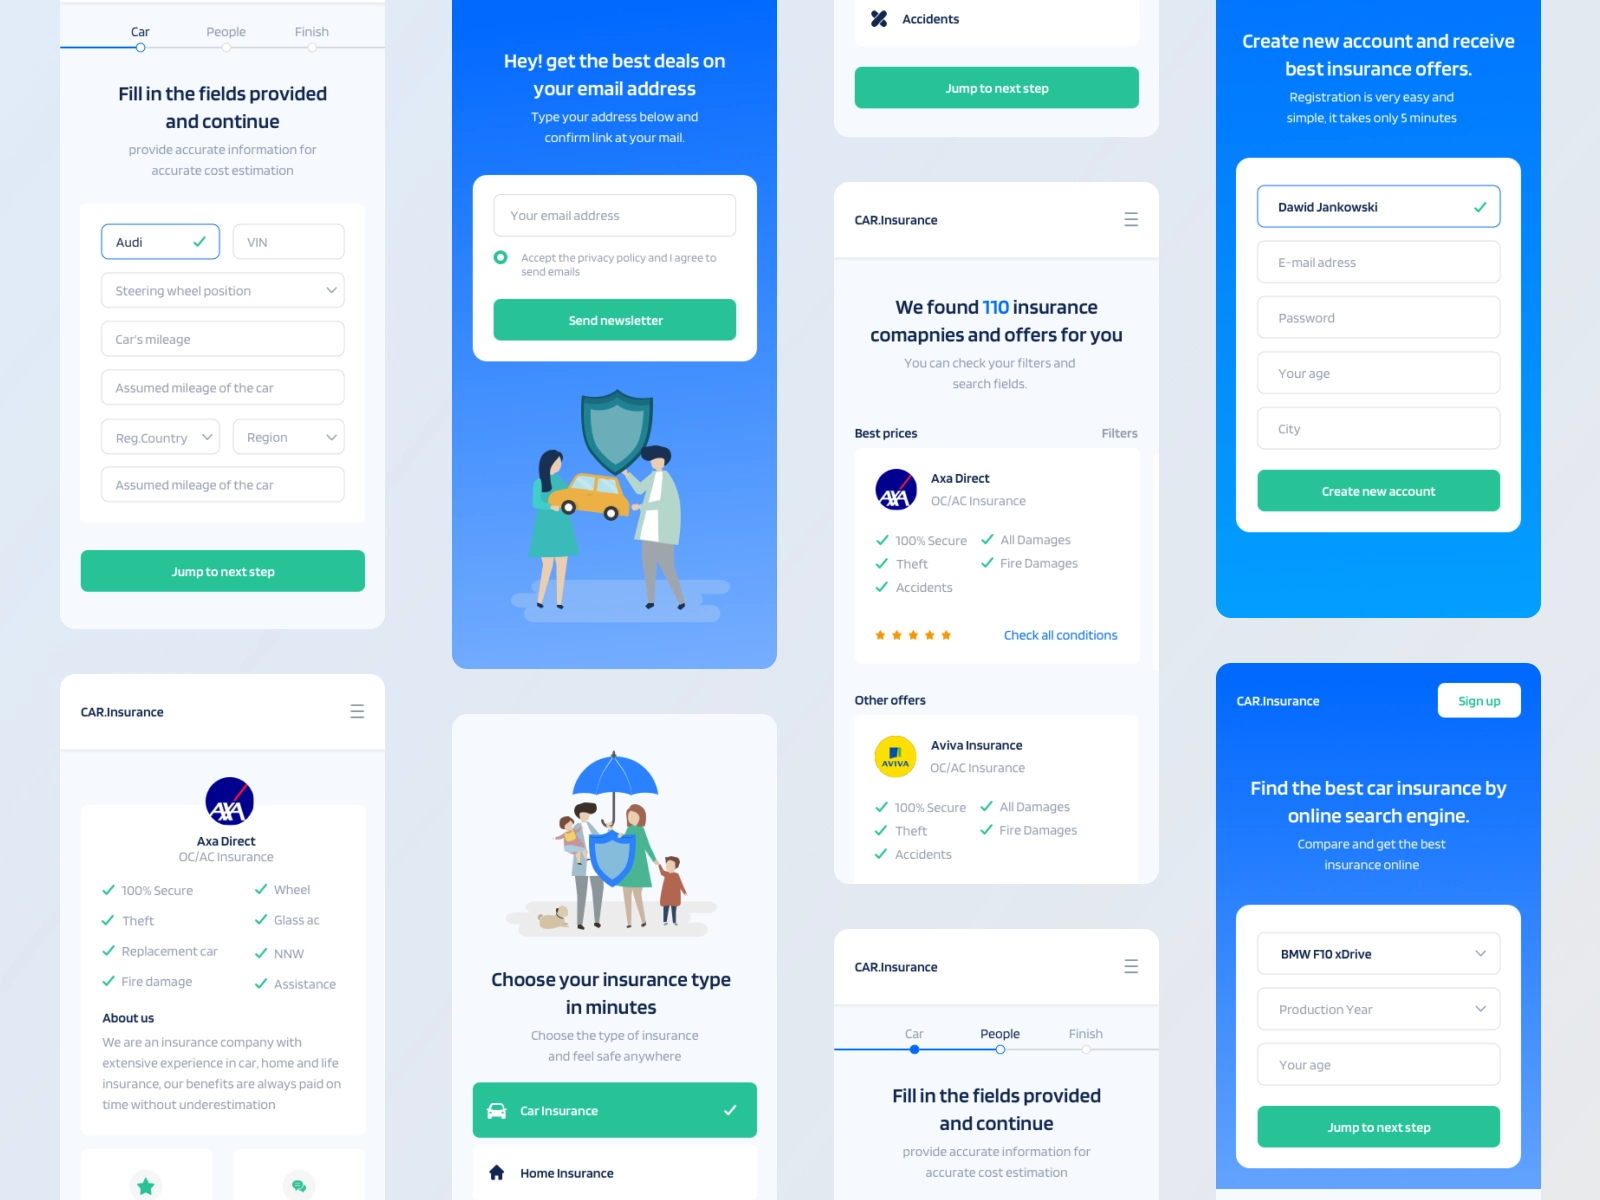 Car People Finish
Fill in the fields provided
and continue
provide accurate information for
accurate cost estimation
Audi VIN
Steering wheel position
Car's mileage
Assumed mileage of the car
Reg.Country Region
Assumed mileage of the car
Jump to next step
CAR.Insurance
AXA
Axa Direct
OC/AC Insurance
100% Secure Wheel
Theft Glass ac
Replacement car NNW
Fire damage Assistance
About us
We are an insurance company with
extensive experience in car, home and life
insurance, our benefits are always paid on
time without underestimation
Hey! get the best deals on
your email address
Type your address below and
confirm link at your mail.
Your email address
Accept the privacy policy and I agree to
send emails
Send newsletter
Choose your insurance type
in minutes
Choose the type of insurance
and feel safe anywhere
Car Insurance
Home Insurance
Accidents
Jump to next step
CAR.Insurance
We found 110 insurance
comapnies and offers for you
You can check your filters and
search fields.
Best prices Filters
AXA
Axa Direct
OC/AC Insurance
100% Secure All Damages
Theft Fire Damages
Accidents
Check all conditions
Other offers
AVIVA
Aviva Insurance
OC/AC Insurance
100% Secure All Damages
Theft Fire Damages
Accidents
CAR.Insurance
Car People Finish
Fill in the fields provided
and continue
provide accurate information for
accurate cost estimation
Create new account and receive
best insurance offers.
Registration is very easy and
simple, it takes only 5 minutes
Dawid Jankowski
E-mail adress
Password
Your age
City
Create new account
CAR.Insurance Sign up
Find the best car insurance by
online search engine.
Compare and get the best
insurance online
BMW F10 xDrive
Production Year
Your age
Jump to next step